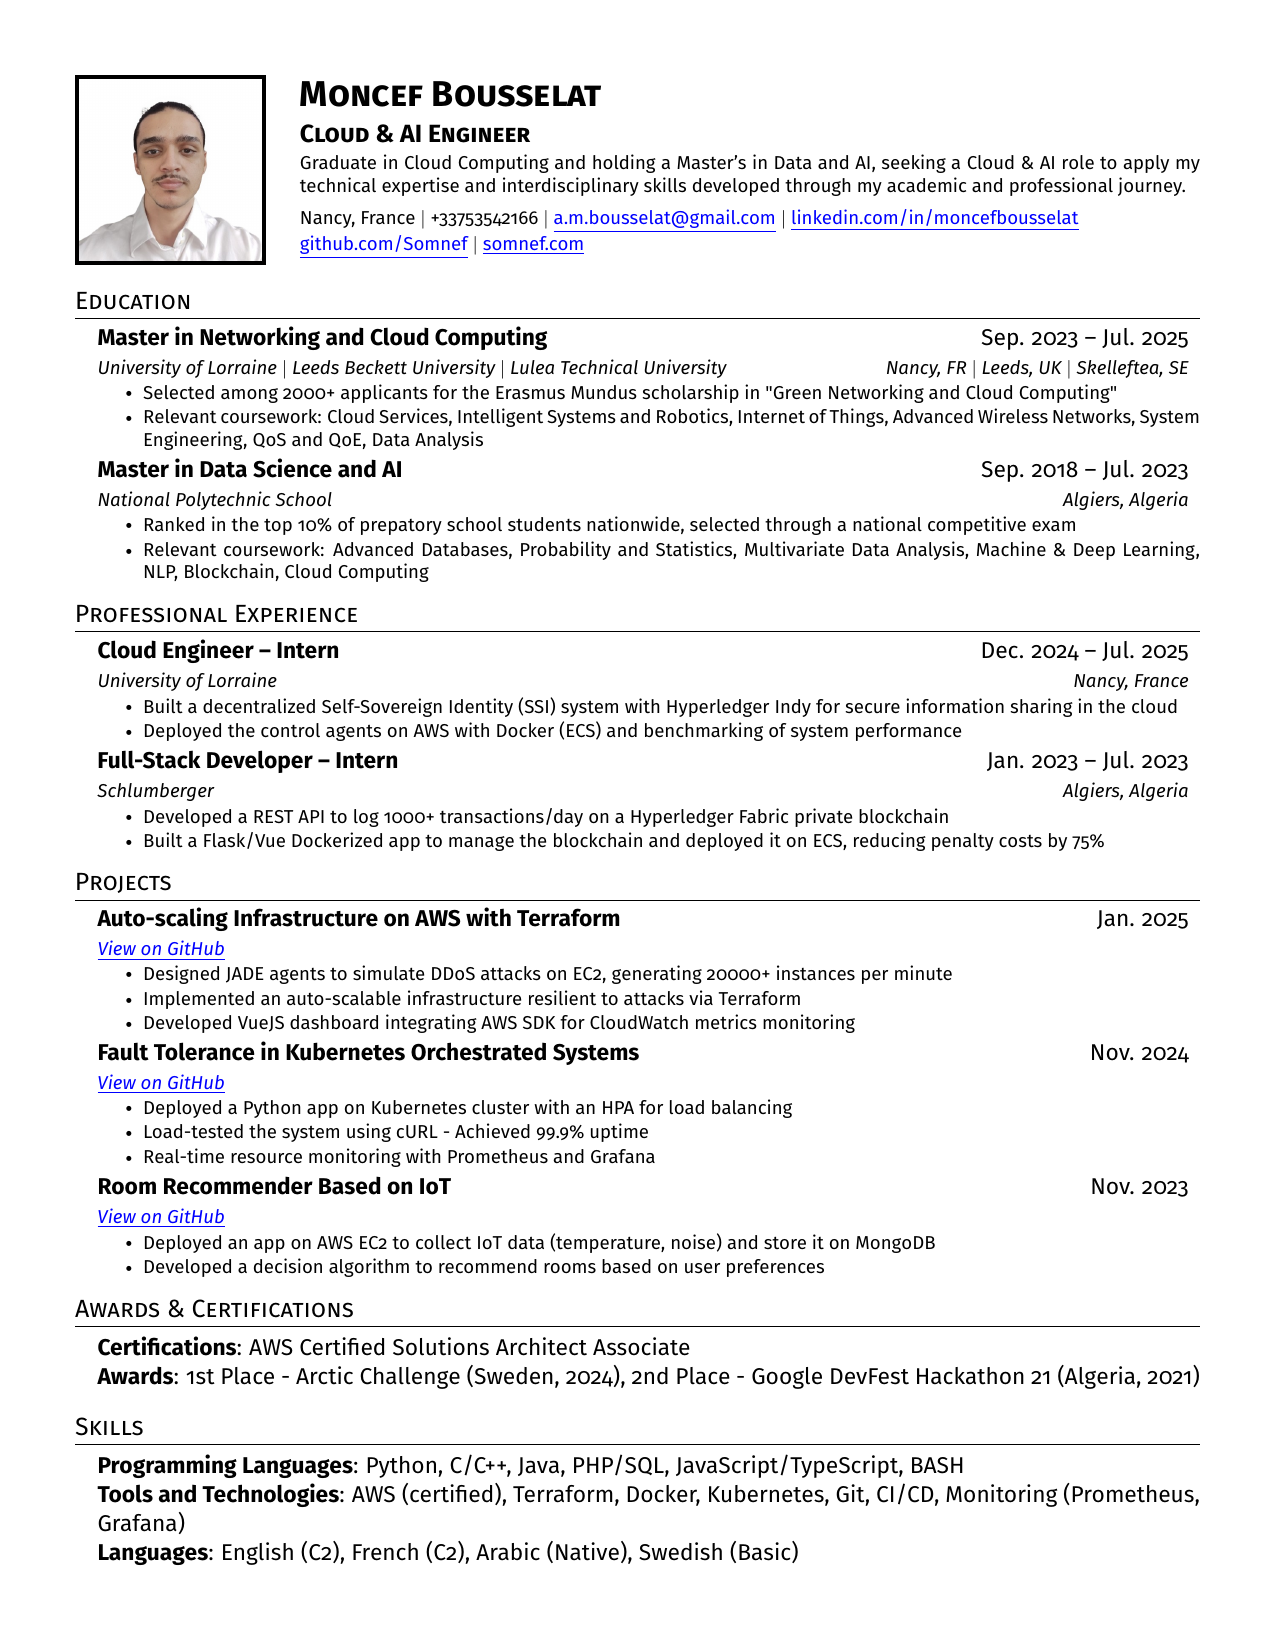 Moncef Bousselat
Cloud & AI Engineer
Graduate in Cloud Computing and holding a Master's in Data and AI, seeking a Cloud & AI role to apply my
technical expertise and interdisciplinary skills developed through my academic and professional journey.
Nancy, France | +33753542166 | a.m.bousselat@gmail.com | linkedin.com/in/moncefbousselat
github.com/Somnef | somnef.com
Education
Master in Networking and Cloud Computing Sep. 2023 – Jul. 2025
University of Lorraine | Leeds Beckett University | Lulea Technical University Nancy, FR | Leeds, UK | Skelleftea, SE
• Selected among 2000+ applicants for the Erasmus Mundus scholarship in "Green Networking and Cloud Computing"
• Relevant coursework: Cloud Services, Intelligent Systems and Robotics, Internet of Things, Advanced Wireless Networks, System
Engineering, QoS and QoE, Data Analysis
Master in Data Science and AI Sep. 2018 – Jul. 2023
National Polytechnic School Algiers, Algeria
• Ranked in the top 10% of prepatory school students nationwide, selected through a national competitive exam
• Relevant coursework: Advanced Databases, Probability and Statistics, Multivariate Data Analysis, Machine & Deep Learning,
NLP, Blockchain, Cloud Computing
Professional Experience
Cloud Engineer – Intern Dec. 2024 – Jul. 2025
University of Lorraine Nancy, France
• Built a decentralized Self-Sovereign Identity (SSI) system with Hyperledger Indy for secure information sharing in the cloud
• Deployed the control agents on AWS with Docker (ECS) and benchmarking of system performance
Full-Stack Developer – Intern Jan. 2023 – Jul. 2023
Schlumberger Algiers, Algeria
• Developed a REST API to log 1000+ transactions/day on a Hyperledger Fabric private blockchain
• Built a Flask/Vue Dockerized app to manage the blockchain and deployed it on ECS, reducing penalty costs by 75%
Projects
Auto-scaling Infrastructure on AWS with Terraform Jan. 2025
View on GitHub
• Designed JADE agents to simulate DDoS attacks on EC2, generating 20000+ instances per minute
• Implemented an auto-scalable infrastructure resilient to attacks via Terraform
• Developed VueJS dashboard integrating AWS SDK for CloudWatch metrics monitoring
Fault Tolerance in Kubernetes Orchestrated Systems Nov. 2024
View on GitHub
• Deployed a Python app on Kubernetes cluster with an HPA for load balancing
• Load-tested the system using cURL - Achieved 99.9% uptime
• Real-time resource monitoring with Prometheus and Grafana
Room Recommender Based on IoT Nov. 2023
View on GitHub
• Deployed an app on AWS EC2 to collect IoT data (temperature, noise) and store it on MongoDB
• Developed a decision algorithm to recommend rooms based on user preferences
Awards & Certifications
Certifications: AWS Certified Solutions Architect Associate
Awards: 1st Place - Arctic Challenge (Sweden, 2024), 2nd Place - Google DevFest Hackathon 21 (Algeria, 2021)
Skills
Programming Languages: Python, C/C++, Java, PHP/SQL, JavaScript/TypeScript, BASH
Tools and Technologies: AWS (certified), Terraform, Docker, Kubernetes, Git, CI/CD, Monitoring (Prometheus,
Grafana)
Languages: English (C2), French (C2), Arabic (Native), Swedish (Basic)